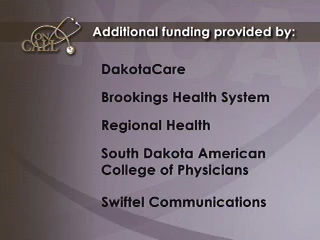 Additional funding provided by:
ON
CALL
DakotaCare
Brookings Health System
Regional Health
South Dakota American
College of Physicians
Swiftel Communications